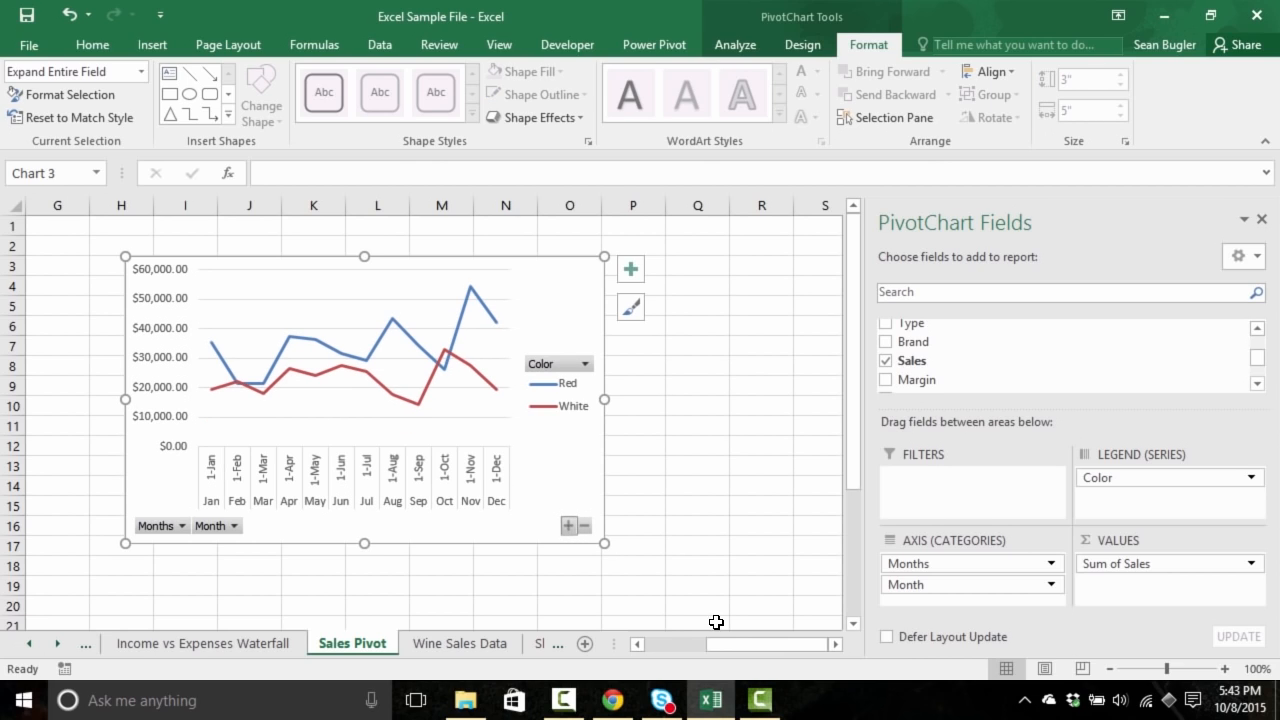 Excel Sample File - Excel
PivotChart Tools
File Home Insert Page Layout Formulas Data Review View Developer Power Pivot Analyze Design Format Tell me what you want to do... Sean Bugler Share
Expand Entire Field
Format Selection
Reset to Match Style
Current Selection
Change
Shape
Insert Shapes
Abc Abc Abc
Shape Fill
Shape Outline
Shape Effects
Shape Styles
A A A
A
A
A
WordArt Styles
Bring Forward
Send Backward
Selection Pane
Align
Group
Rotate
Arrange
3"
5"
Size
Chart 3
fx
G H I J K L M N O P Q R S
1
2
3
4
5
6
7
8
9
10
11
12
13
14
15
16
17
18
19
20
21
$60,000.00
$50,000.00
$40,000.00
$30,000.00
$20,000.00
$10,000.00
$0.00
1-Jan 1-Feb 1-Mar 1-Apr 1-May 1-Jun 1-Jul 1-Aug 1-Sep 1-Oct 1-Nov 1-Dec
Jan Feb Mar Apr May Jun Jul Aug Sep Oct Nov Dec
Color
Red
White
Months Month
PivotChart Fields
Choose fields to add to report:
Search
Type
Brand
Sales
Margin
Drag fields between areas below:
FILTERS
LEGEND (SERIES)
Color
AXIS (CATEGORIES)
Months
Month
Σ VALUES
Sum of Sales
Defer Layout Update
UPDATE
... Income vs Expenses Waterfall Sales Pivot Wine Sales Data Sl ...
Ready
100%
Ask me anything
5:43 PM
10/8/2015